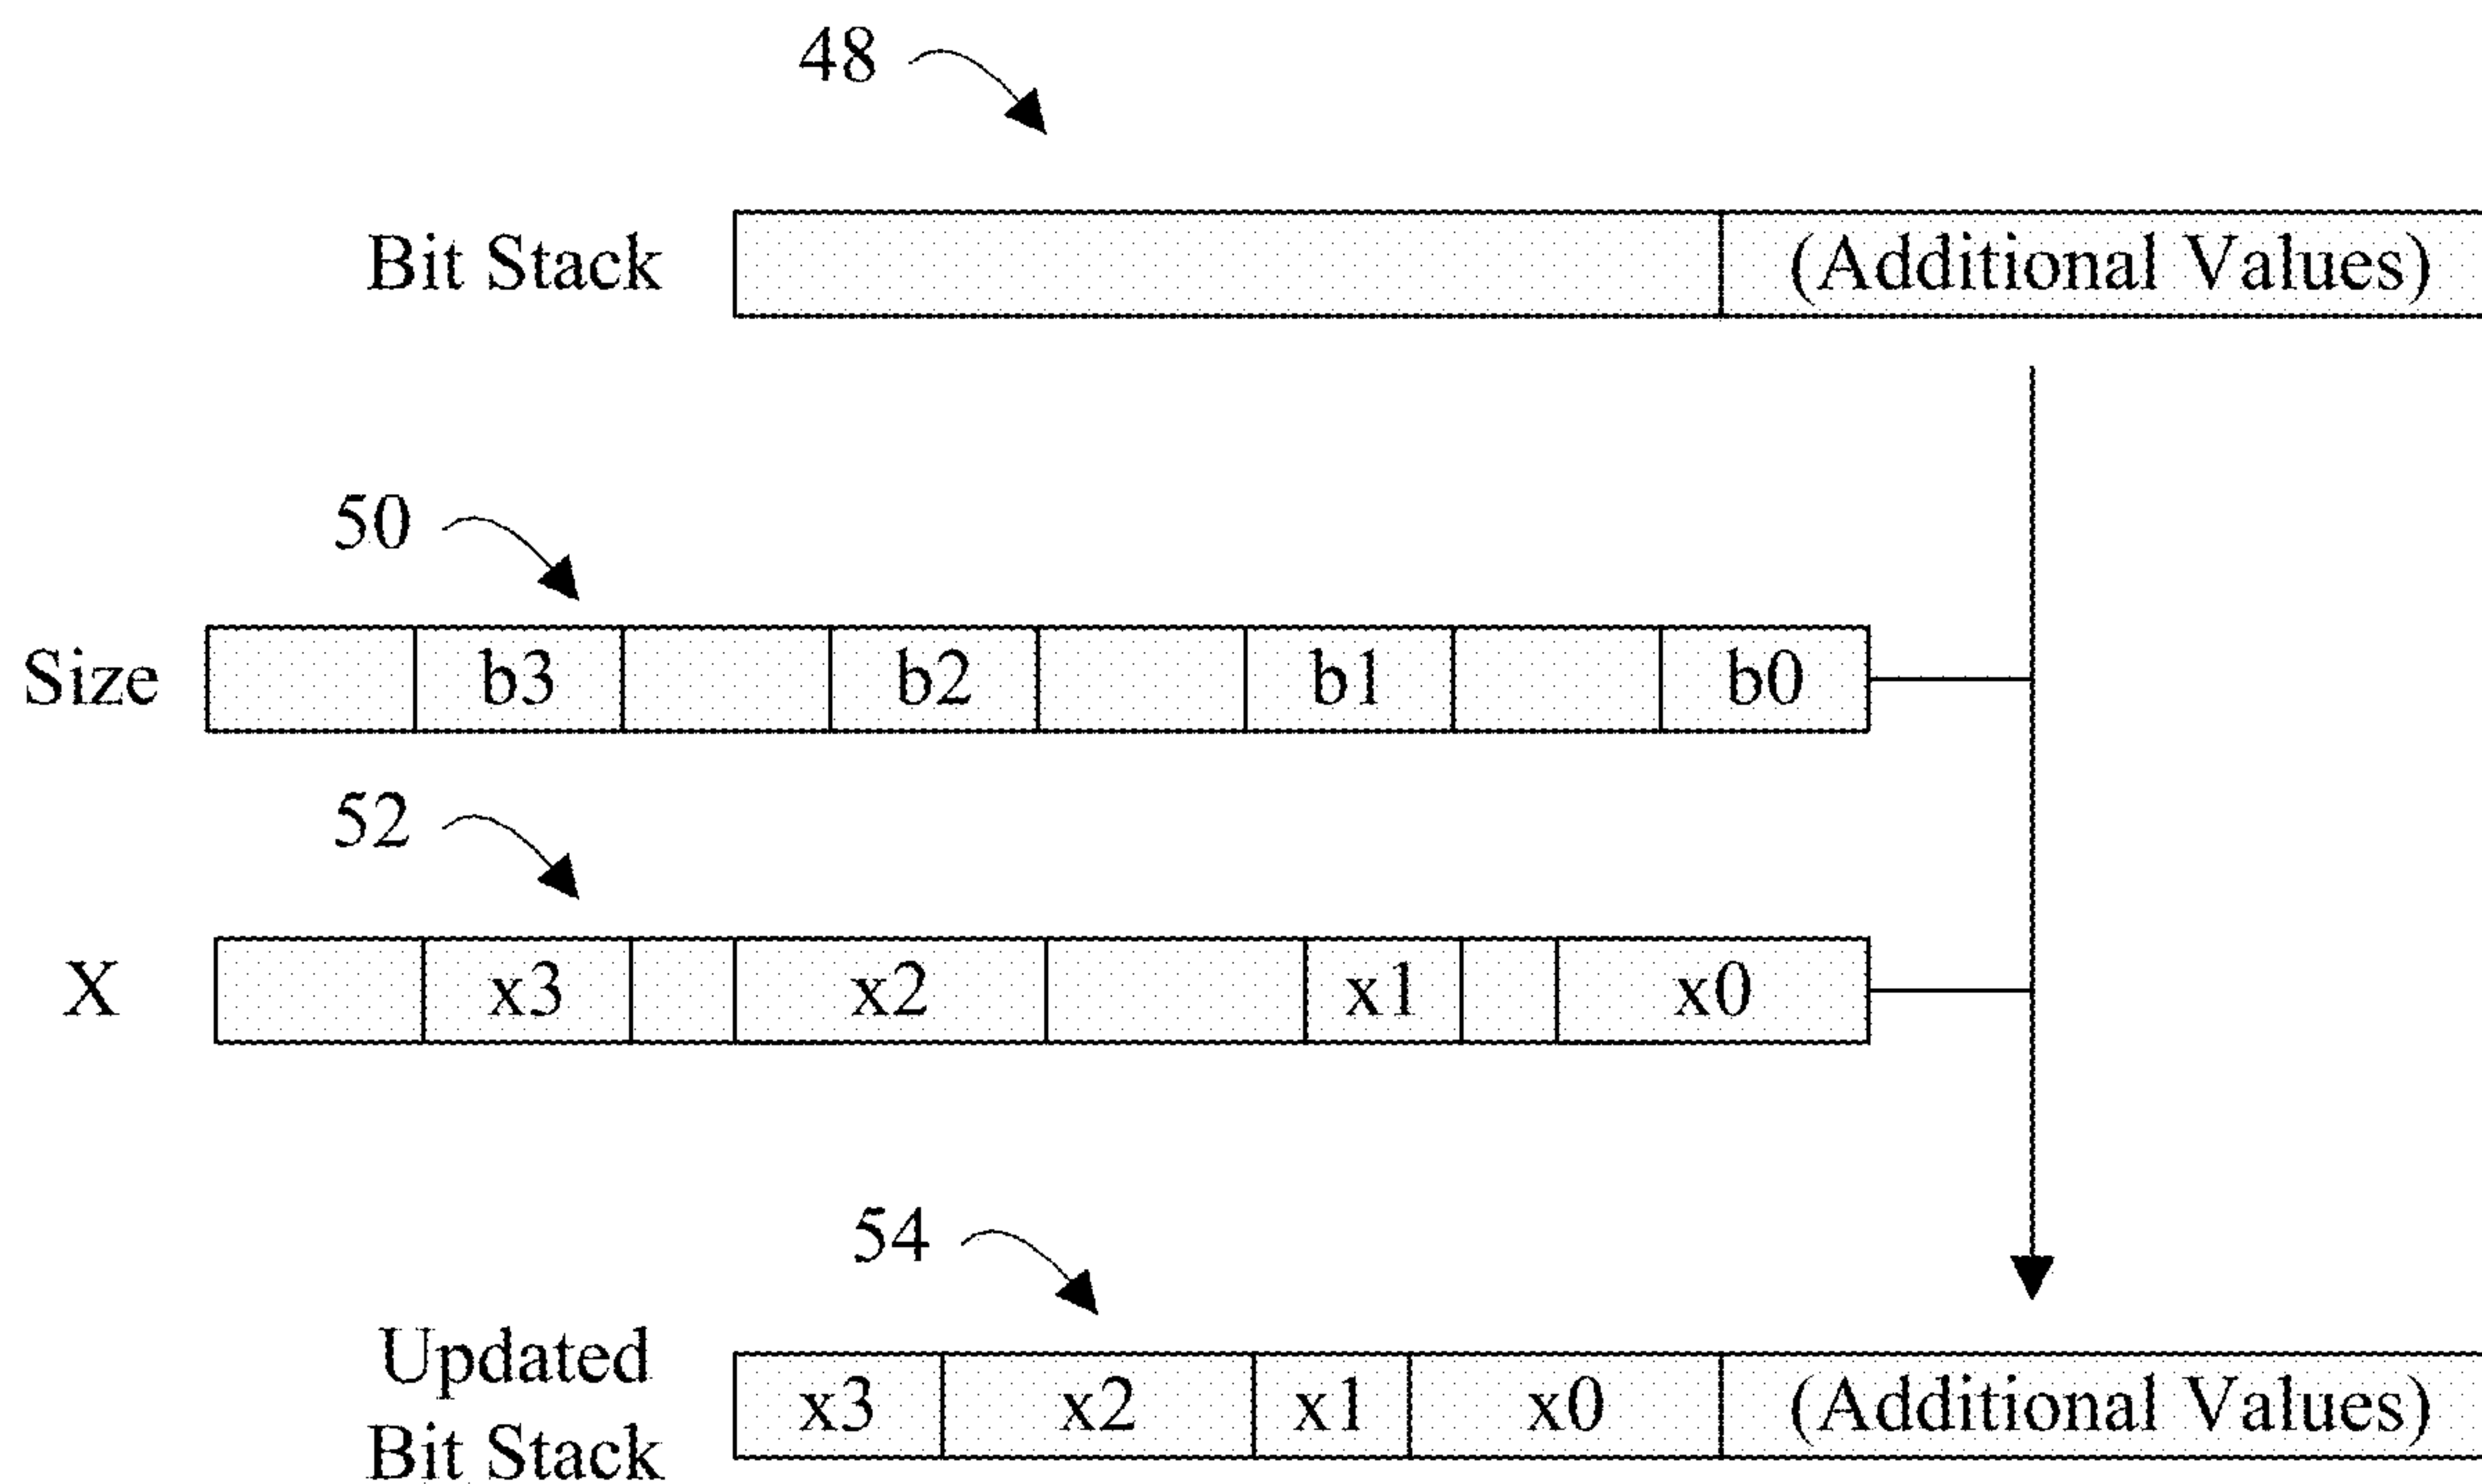 48
Bit Stack (Additional Values)
50
Size b3 b2 b1 b0
52
X x3 x2 x1 x0
54
Updated
Bit Stack
x3 x2 x1 x0 (Additional Values)